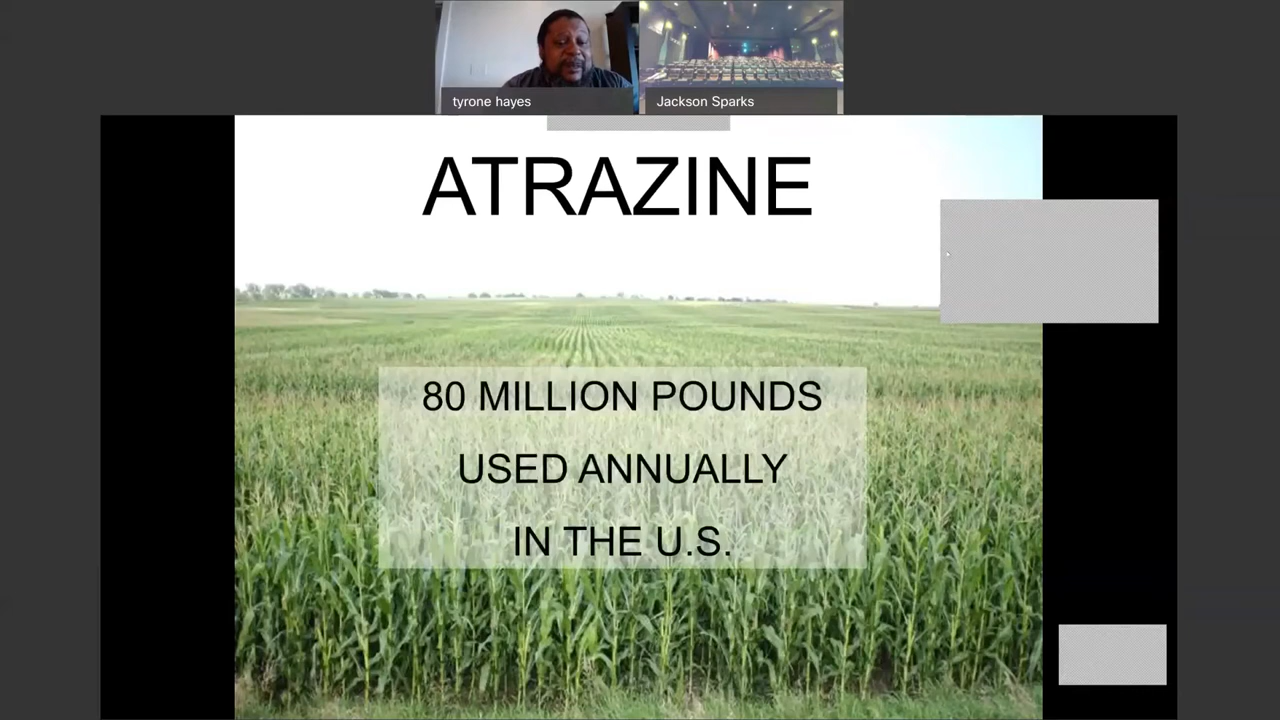 tyrone hayes
Jackson Sparks
ATRAZINE
80 MILLION POUNDS
USED ANNUALLY
IN THE U.S.